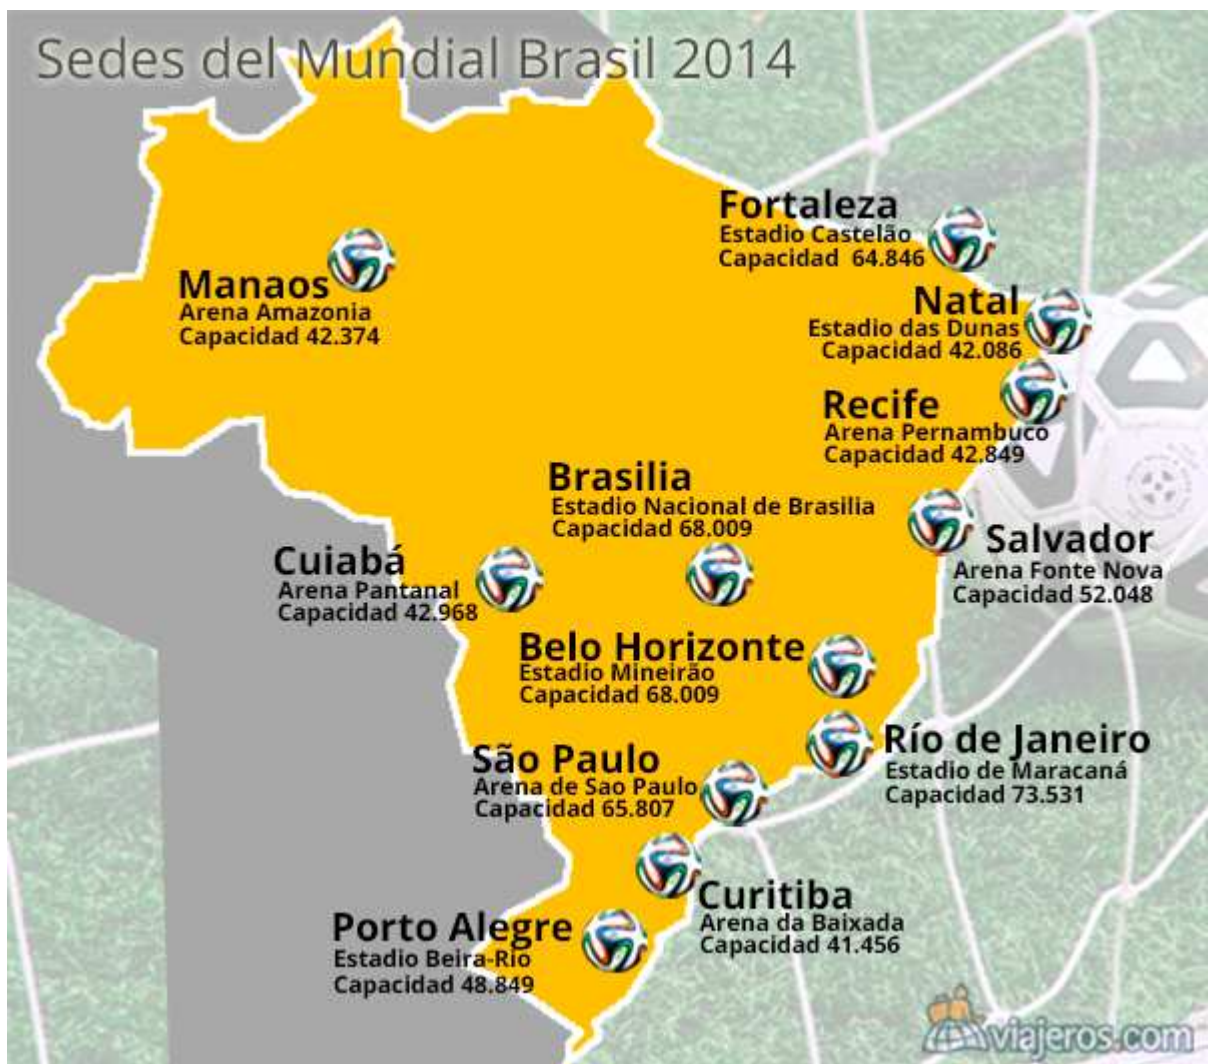 Sedes del Mundial Brasil 2014
Fortaleza
Estadio Castelão
Capacidad  64.846
Manaos
Arena Amazonia
Capacidad 42.374
Natal
Estadio das Dunas
Capacidad 42.086
Recife
Arena Pernambuco
Capacidad 42.849
Brasilia
Estadio Nacional de Brasilia
Capacidad 68.009
Salvador
Arena Fonte Nova
Capacidad 52.048
Cuiabá
Arena Pantanal
Capacidad 42.968
Belo Horizonte
Estadio Mineirão
Capacidad 68.009
Río de Janeiro
Estadio de Maracaná
Capacidad 73.531
São Paulo
Arena de Sao Paulo
Capacidad 65.807
Curitiba
Arena da Baixada
Capacidad 41.456
Porto Alegre
Estadio Beira-Rio
Capacidad 48.849
viajeros.com